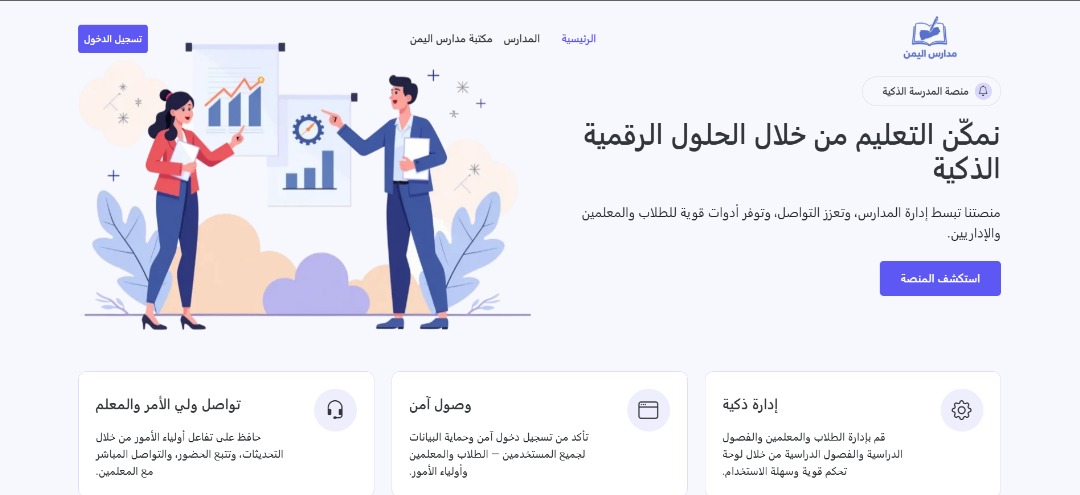 مدارس اليمن
الرئيسية
المدارس
مكتبة مدارس اليمن
تسجيل الدخول
منصة المدرسة الذكية
نمكّن التعليم من خلال الحلول الرقمية
الذكية
منصتنا تبسط إدارة المدارس، وتعزز التواصل، وتوفر أدوات قوية للطلاب والمعلمين
والإداريين.
استكشف المنصة
إدارة ذكية
قم بإدارة الطلاب والمعلمين والفصول
الدراسية والفصول الدراسية من خلال لوحة
تحكم قوية وسهلة الاستخدام.
وصول آمن
تأكد من تسجيل دخول آمن وحماية البيانات
لجميع المستخدمين — الطلاب والمعلمين
وأولياء الأمور.
تواصل ولي الأمر والمعلم
حافظ على تفاعل أولياء الأمور من خلال
التحديثات، وتتبع الحضور، والتواصل المباشر
مع المعلمين.